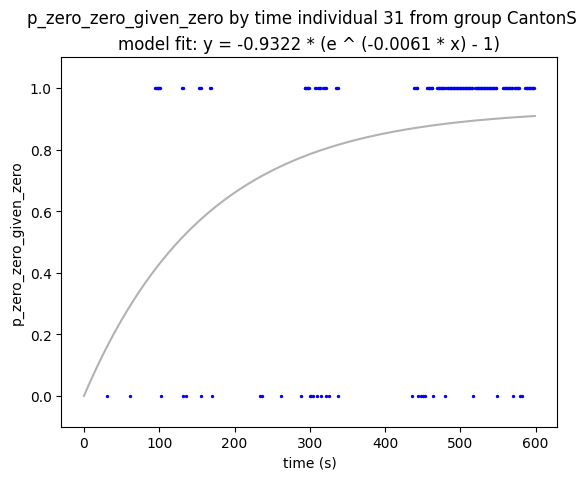 p_zero_zero_given_zero by time individual 31 from group CantonS
model fit: y = -0.9322 * (e ^ (-0.0061 * x) - 1)
p_zero_zero_given_zero
1.0
0.8
0.6
0.4
0.2
0.0
0 100 200 300 400 500 600
time (s)